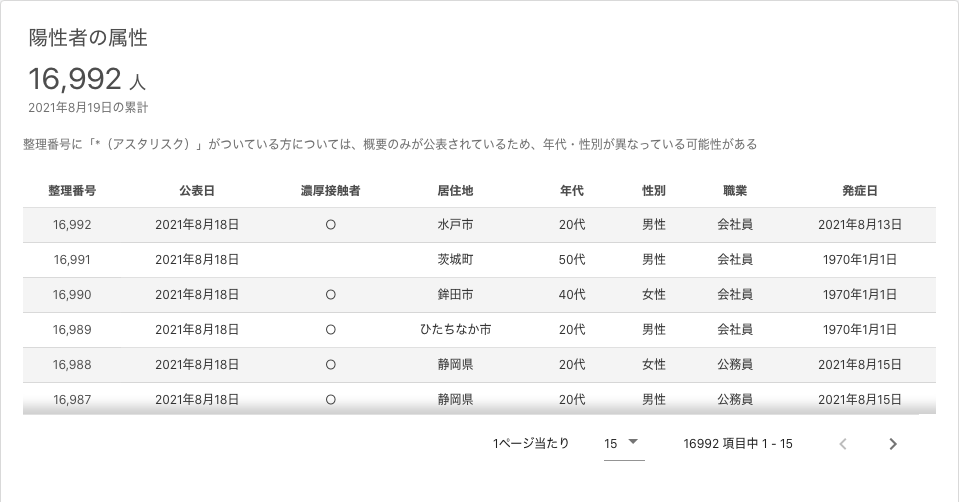 陽性者の属性
16,992 人
2021年8月19日の累計
整理番号に「*（アスタリスク）」がついている方については、概要のみが公表されているため、年代・性別が異なっている可能性がある
整理番号 公表日 濃厚接触者 居住地 年代 性別 職業 発症日
16,992 2021年8月18日 〇 水戸市 20代 男性 会社員 2021年8月13日
16,991 2021年8月18日 茨城町 50代 男性 会社員 1970年1月1日
16,990 2021年8月18日 〇 鉾田市 40代 女性 会社員 1970年1月1日
16,989 2021年8月18日 〇 ひたちなか市 20代 男性 会社員 1970年1月1日
16,988 2021年8月18日 〇 静岡県 20代 女性 公務員 2021年8月15日
16,987 2021年8月18日 〇 静岡県 20代 男性 公務員 2021年8月15日
1ページ当たり 15 16992 項目中 1 - 15